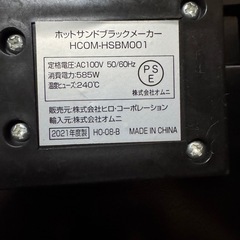 ホットサンドブラックメーカー
HCOM-HSBM001
定格電圧:AC100V 50/60Hz
消費電力:585W
温度ヒューズ:240℃
PS
E
株式会社オムニ
販売元:株式会社ヒロ・コーポレーション
輸入元:株式会社オムニ
2021年度製 HO-08-B